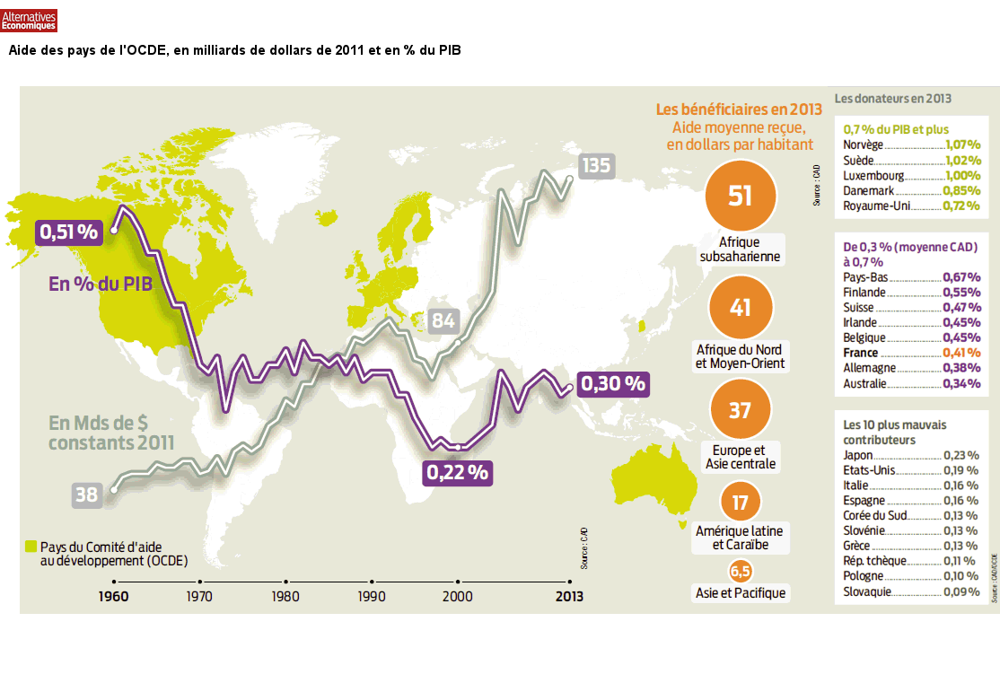 Alternatives
Economiques
Aide des pays de l'OCDE, en milliards de dollars de 2011 et en % du PIB
0,51 %
En % du PIB
En Mds de $
constants 2011
38
84
135
0,30 %
0,22 %
Pays du Comité d'aide
au développement (OCDE)
1960
1970
1980
1990
2000
2013
Source : CAD
Les bénéficiaires en 2013
Aide moyenne reçue,
en dollars par habitant
Source : CAD
51
Afrique
subsaharienne
41
Afrique du Nord
et Moyen-Orient
37
Europe et
Asie centrale
17
Amérique latine
et Caraïbe
6,5
Asie et Pacifique
Les donateurs en 2013
0,7 % du PIB et plus
Norvège 1,07%
Suède 1,02%
Luxembourg 1,00%
Danemark 0,85%
Royaume-Uni 0,72 %
De 0,3 % (moyenne CAD)
à 0,7 %
Pays-Bas 0,67%
Finlande 0,55%
Suisse 0,47 %
Irlande 0,45%
Belgique 0,45%
France 0,41 %
Allemagne 0,38%
Australie 0,34%
Les 10 plus mauvais
contributeurs
Japon 0,23 %
Etats-Unis 0,19 %
Italie 0,16 %
Espagne 0,16 %
Corée du Sud 0,13 %
Slovénie 0,13 %
Grèce 0,13 %
Rép. tchèque 0,11 %
Pologne 0,10 %
Slovaquie 0,09%
Source : CAD/OCDE